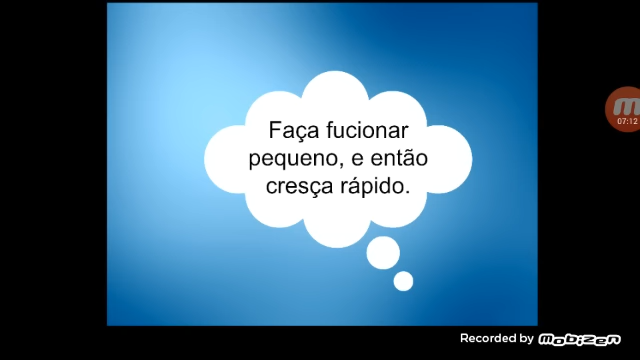 Faça fucionar
pequeno, e então
cresça rápido.
07:12
Recorded by Mobizen